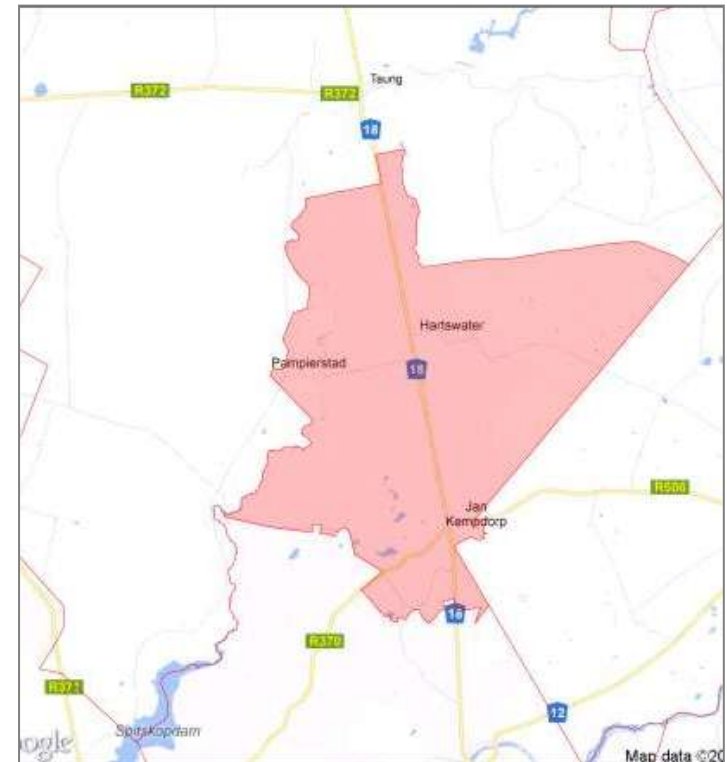 Taung
R372
R372
18
Hartswater
Pampierstad
18
R506
Jan
Kempdorp
18
R370
R371
12
Spitskopdam
oogle
Map data ©20